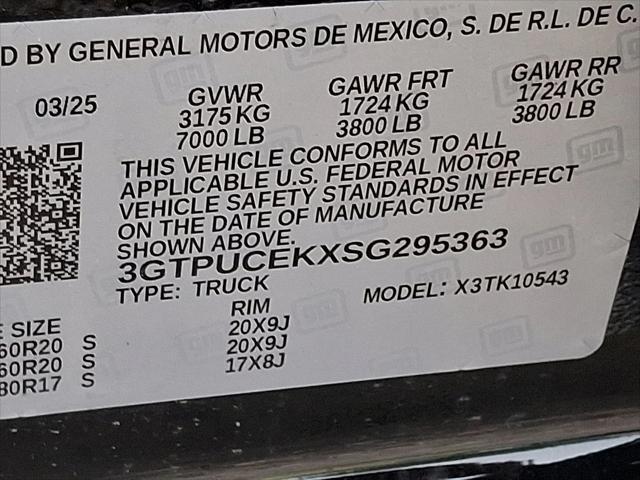 D BY GENERAL MOTORS DE MEXICO, S. DE R.L. DE C.
03/25 GVWR GAWR FRT GAWR RR
3175 KG 1724 KG 1724 KG
7000 LB 3800 LB 3800 LB
THIS VEHICLE CONFORMS TO ALL
APPLICABLE U.S. FEDERAL MOTOR
VEHICLE SAFETY STANDARDS IN EFFECT
ON THE DATE OF MANUFACTURE
SHOWN ABOVE.
3GTPUCEKXSG295363
TYPE: TRUCK MODEL: X3TK10543
E SIZE RIM
60R20 S 20X9J
60R20 S 20X9J
80R17 S 17X8J
gm